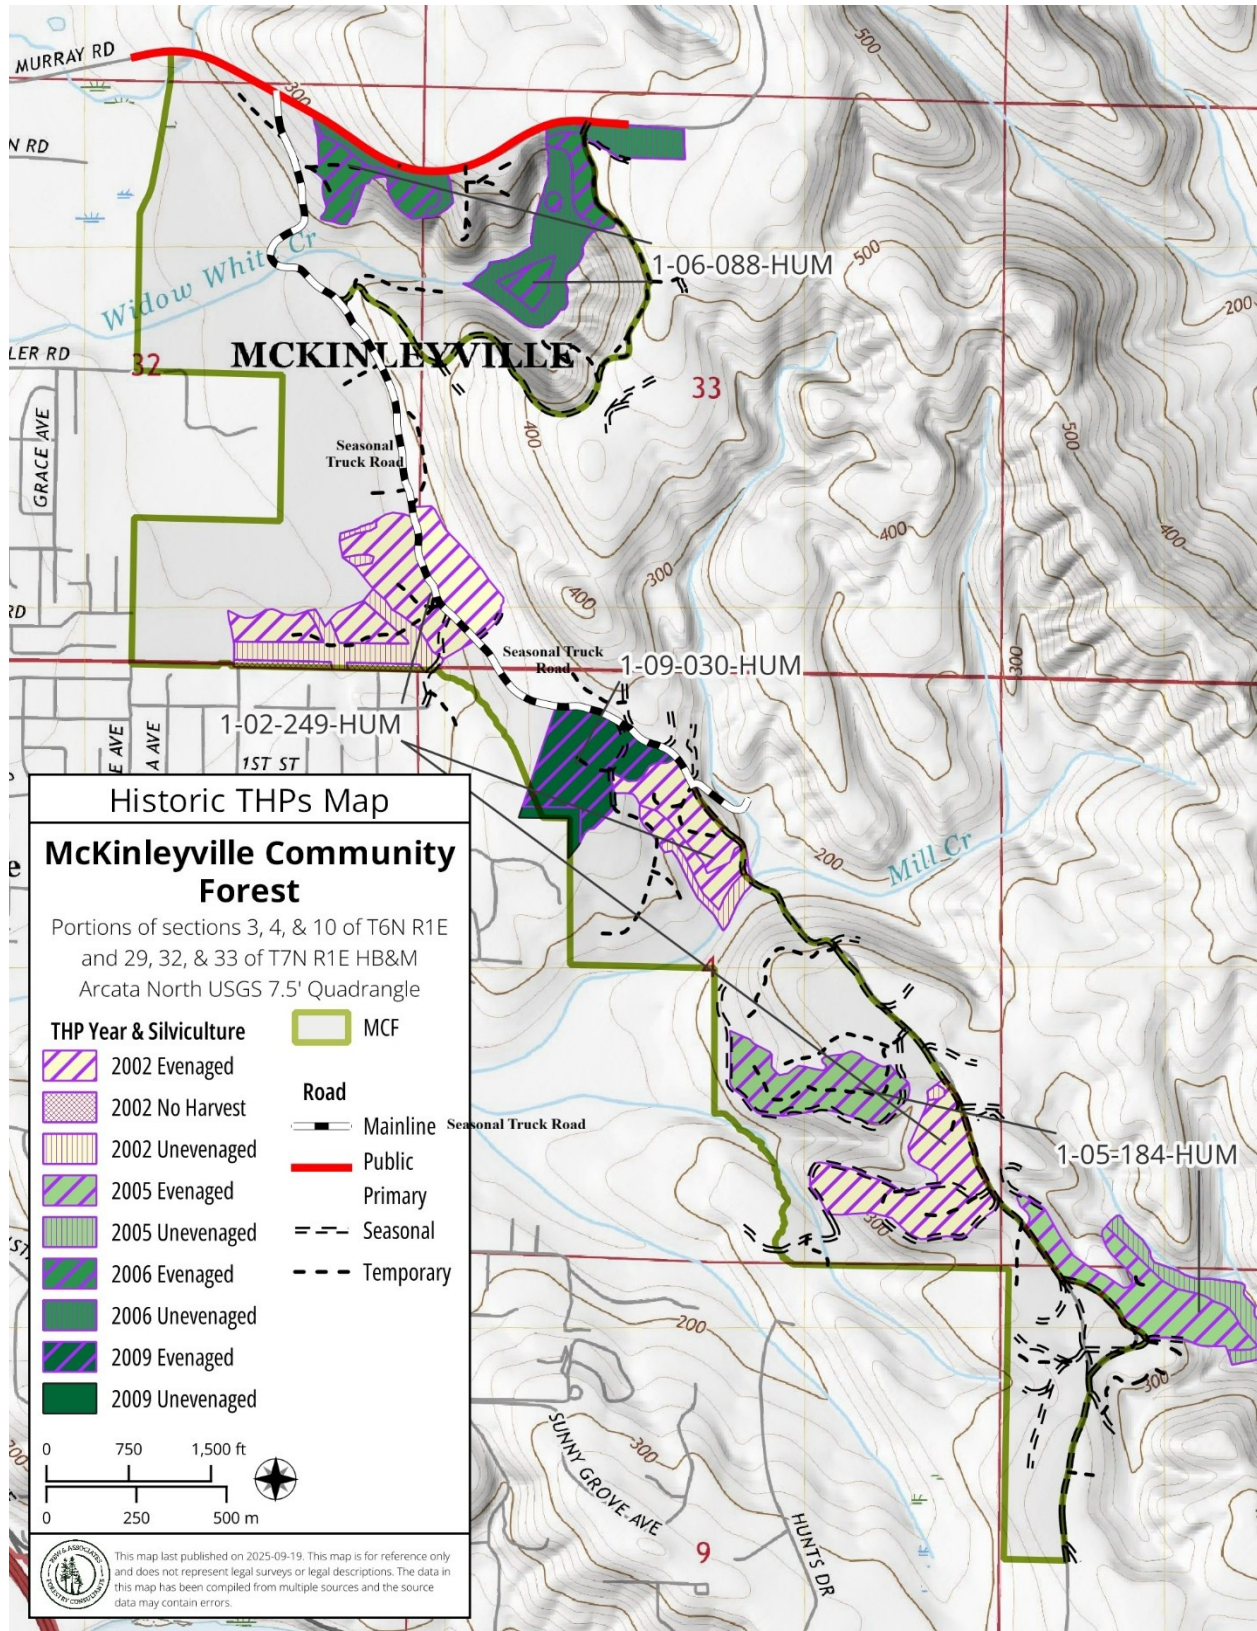 MURRAY RD
300
500
N RD
1-06-088-HUM
500
Widow White Cr
200
LER RD
32
MCKINLEYVILLE
33
GRACE AVE
400
500
Seasonal
Truck Road
400
400
300
400
RD
Seasonal Truck
Road
1-09-030-HUM
300
1-02-249-HUM
E AVE
A AVE
1ST ST
200
Mill Cr
4
Historic THPs Map
McKinleyville Community
Forest
Portions of sections 3, 4, & 10 of T6N R1E
and 29, 32, & 33 of T7N R1E HB&M
Arcata North USGS 7.5' Quadrangle
THP Year & Silviculture
2002 Evenaged
2002 No Harvest
2002 Unevenaged
2005 Evenaged
2005 Unevenaged
2006 Evenaged
2006 Unevenaged
2009 Evenaged
2009 Unevenaged
MCF
Road
Mainline
Public
Primary
Seasonal
Temporary
Seasonal Truck Road
1-05-184-HUM
300
200
300
SUNNY GROVE AVE
300
HUNTS DR
9
0 750 1,500 ft
0 250 500 m
This map last published on 2025-09-19. This map is for reference only
and does not represent legal surveys or legal descriptions. The data in
this map has been compiled from multiple sources and the source
data may contain errors.
& ASSOCIATES
FORESTRY CONSULTANTS